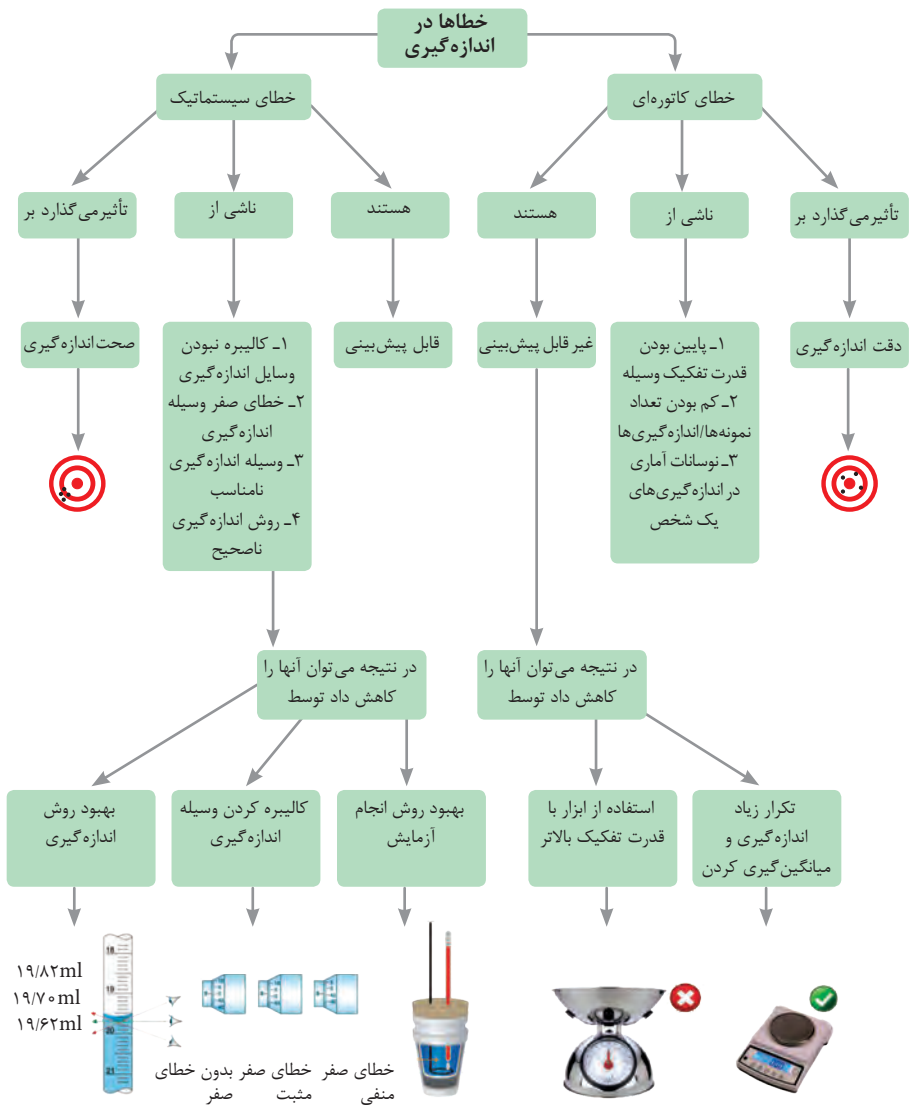 خطاها در
اندازه‌گیری
خطای کاتوره‌ای
خطای سیستماتیک
تأثیرمی‌گذارد بر
ناشی از
هستند
هستند
ناشی از
تأثیرمی‌گذارد بر
دقت اندازه‌گیری
۱ـ پایین بودن
قدرت تفکیک وسیله
۲ـ کم بودن تعداد
نمونه‌ها/اندازه‌گیری‌ها
۳ـ نوسانات آماری
در اندازه‌گیری‌های
یک شخص
غیر قابل پیش‌بینی
قابل پیش‌بینی
۱ـ کالیبره نبودن
وسایل اندازه‌گیری
۲ـ خطای صفر وسیله
اندازه‌گیری
۳ـ وسیله اندازه‌گیری
نامناسب
۴ـ روش اندازه‌گیری
ناصحیح
صحت اندازه‌گیری
در نتیجه می‌توان آنها را
کاهش داد توسط
در نتیجه می‌توان آنها را
کاهش داد توسط
تکرار زیاد
اندازه‌گیری و
میانگین‌گیری کردن
استفاده از ابزار با
قدرت تفکیک بالاتر
بهبود روش انجام
آزمایش
کالیبره کردن وسیله
اندازه‌گیری
بهبود روش
اندازه‌گیری
خطای صفر
منفی
خطای صفر
مثبت
بدون خطای
صفر
18
19
20
21
۱۹/۸۲ml
۱۹/۷۰ml
۱۹/۶۲ml